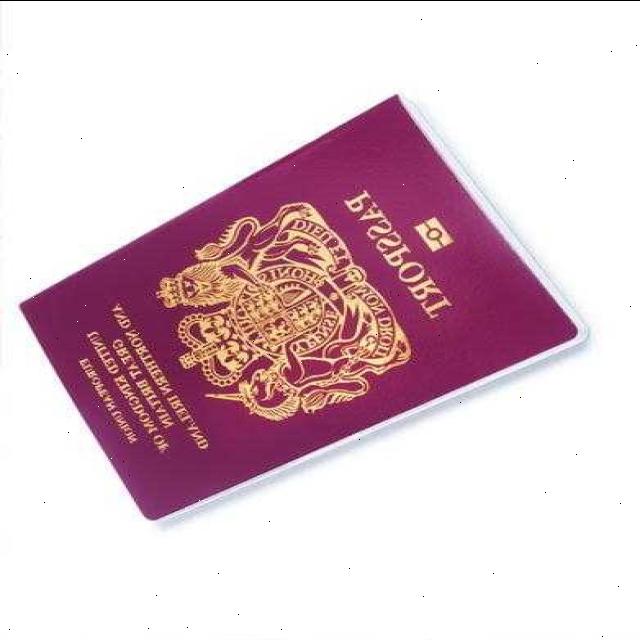 EUROPEAN UNION
UNITED KINGDOM OF
GREAT BRITAIN
AND NORTHERN IRELAND
DIEU ET
MON DROIT
PASSPORT